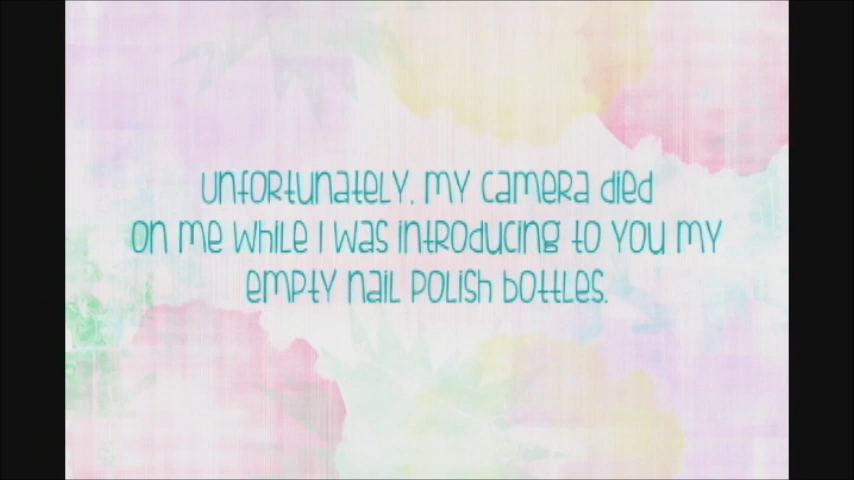 Unfortunately, my camera died
on me while I was introducing to you my
empty nail polish bottles.